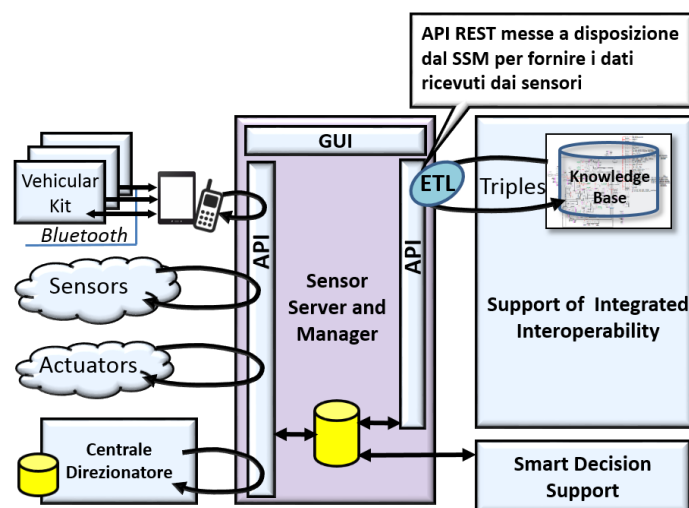 API REST messe a disposizione
dal SSM per fornire i dati
ricevuti dai sensori
GUI
Vehicular
Kit
Bluetooth
API
API
ETL
Triples
Knowledge
Base
Sensors
Sensor
Server and
Manager
Support of Integrated
Interoperability
Actuators
Centrale
Direzionatore
Smart Decision
Support